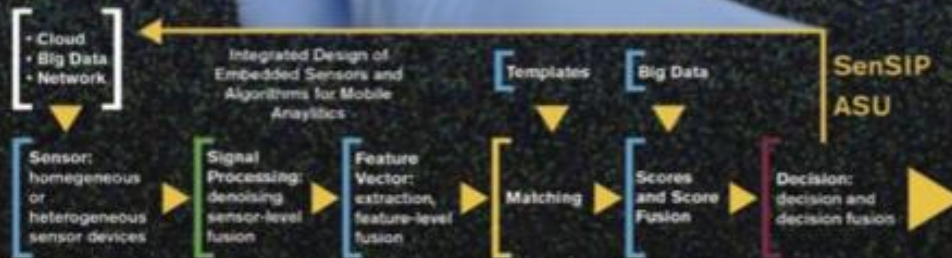 • Cloud
• Big Data
• Network
Integrated Design of
Embedded Sensors and
Algorithms for Mobile
Anaylitics
Templates
Big Data
SenSIP
ASU
Sensor:
homegeneous
or
heterogeneous
sensor devices
Signal
Processing:
denoising
sensor-level
fusion
Feature
Vector:
extraction,
feature-level
fusion
Matching
Scores
and Score
Fusion
Decision:
decision and
decision fusion